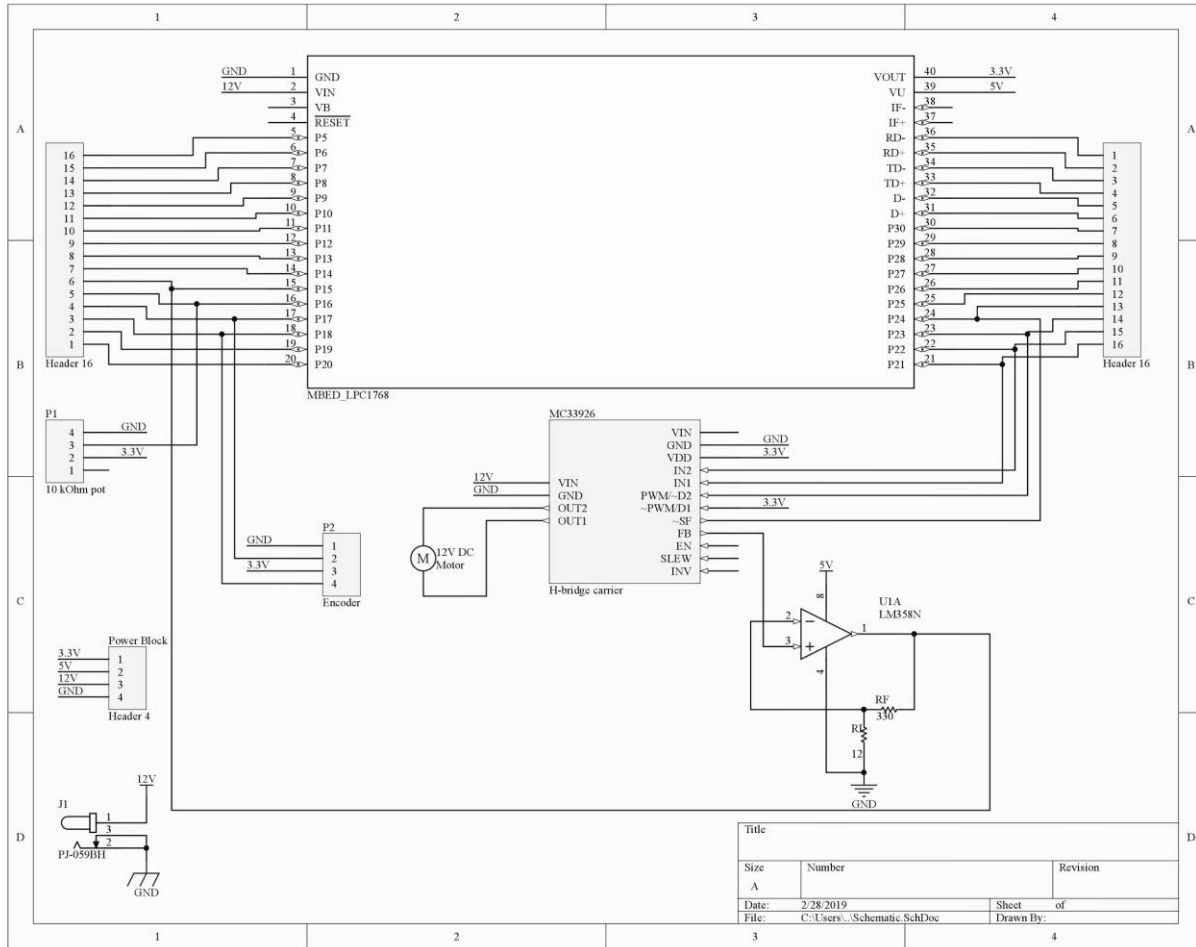 1 2 3 4
A
B
C
D
A
B
C
D
GND 1 GND
12V 2 VIN
3 VB
4 RESET
5 P5
6 P6
7 P7
8 P8
9 P9
10 P10
11 P11
12 P12
13 P13
14 P14
15 P15
16 P16
17 P17
18 P18
19 P19
20 P20
VOUT 40 3.3V
VU 39 5V
IF- 38
IF+ 37
RD- 36
RD+ 35
TD- 34
TD+ 33
D- 32
D+ 31
P30 30
P29 29
P28 28
P27 27
P26 26
P25 25
P24 24
P23 23
P22 22
P21 21
MBED_LPC1768
16
15
14
13
12
11
10
9
8
7
6
5
4
3
2
1
Header 16
1
2
3
4
5
6
7
8
9
10
11
12
13
14
15
16
Header 16
P1
4 GND
3
2 3.3V
1
10 kOhm pot
MC33926
12V VIN
GND GND
OUT2
OUT1
VIN
GND GND
VDD 3.3V
IN2
IN1
PWM/~D2
~PWM/D1 3.3V
~SF
FB
EN
SLEW
INV
H-bridge carrier
M 12V DC
Motor
P2
GND 1
2
3.3V 3
4
Encoder
5V
8
U1A
LM358N
2 −
1
3 +
4
RF
330
12
GND
Power Block
3.3V 1
5V 2
12V 3
GND 4
Header 4
12V
J1
1
3
2
PJ-059BH
GND
Title
Size Number Revision
A
Date: 2/28/2019 Sheet of
File: C:\Users\..\Schematic.SchDoc Drawn By:
1 2 3 4